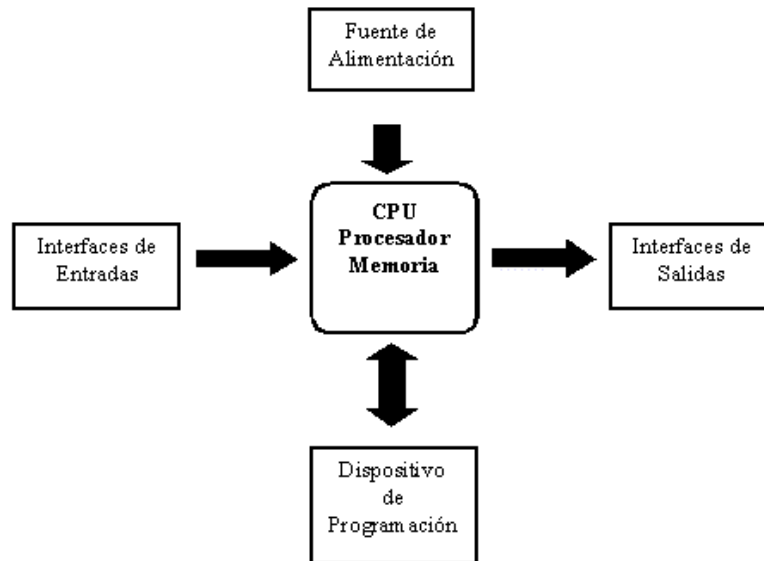 Fuente de
Alimentación
CPU
Procesador
Memoria
Interfaces de
Entradas
Interfaces de
Salidas
Dispositivo
de
Programación